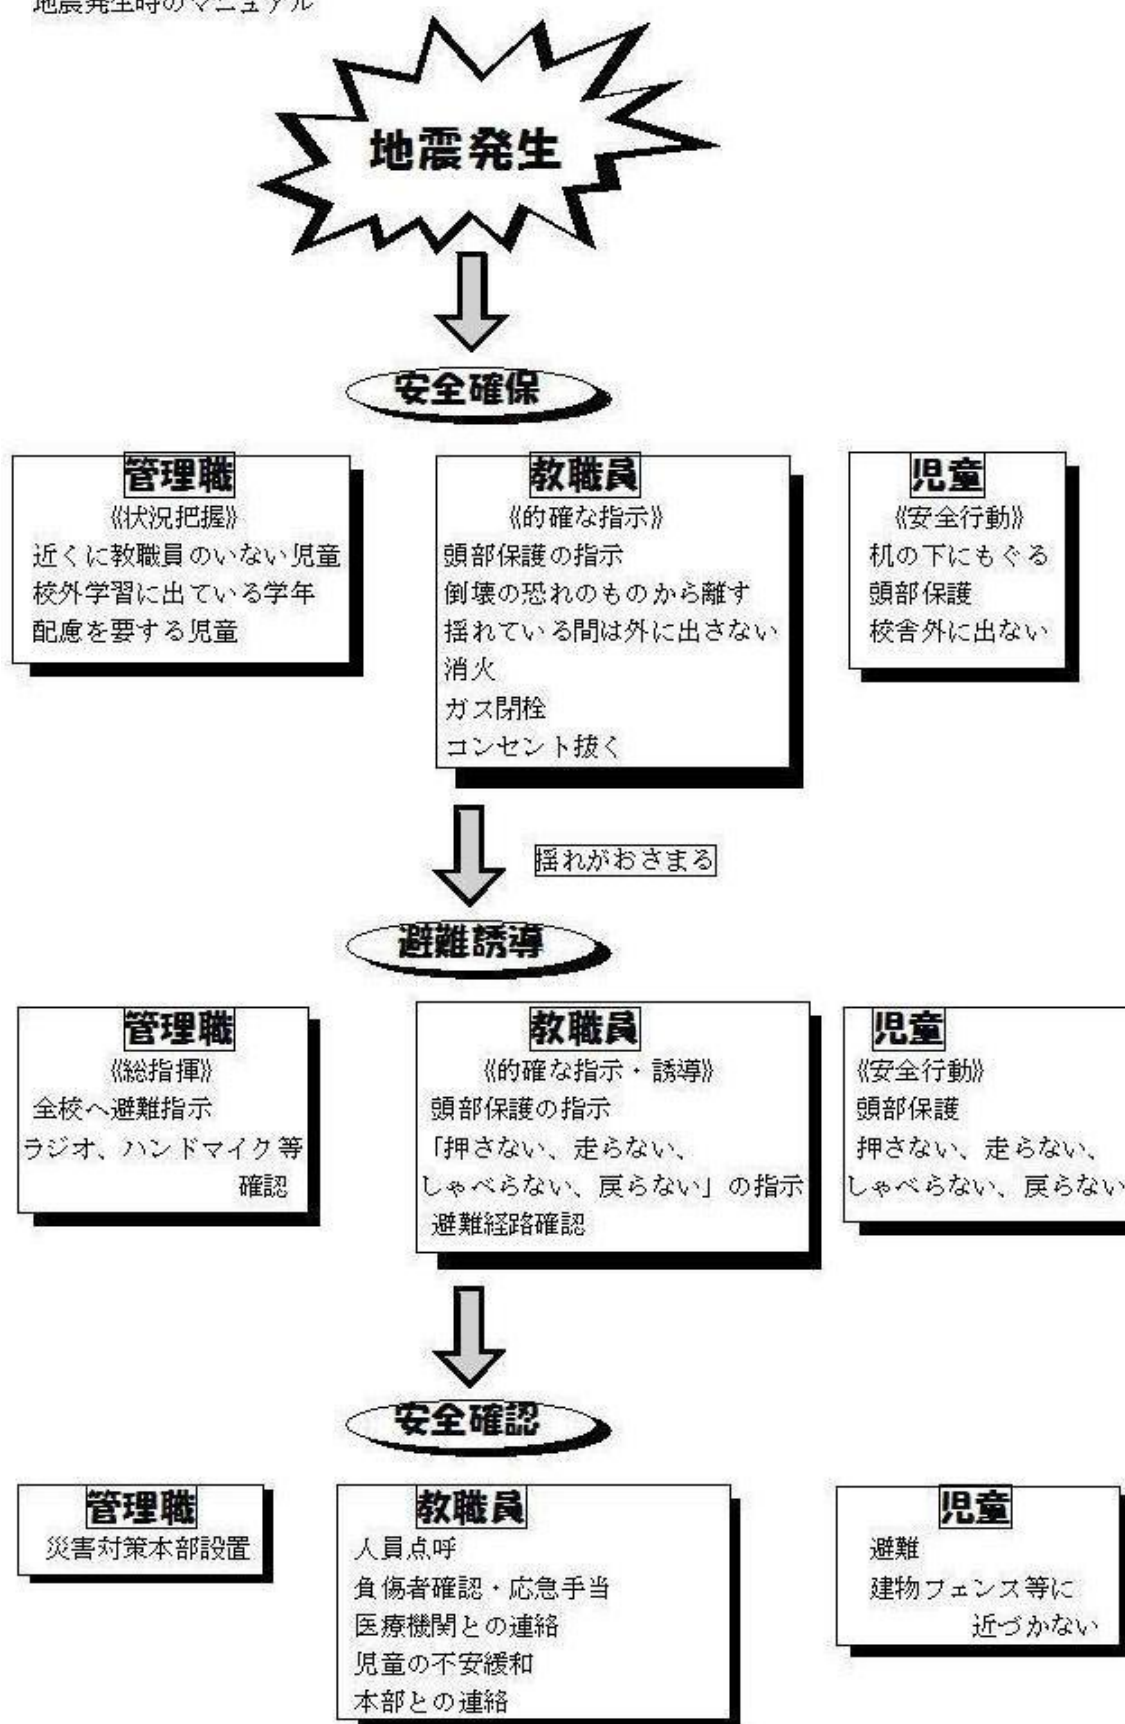 地震発生時のマニュアル
地震発生
安全確保
管理職
《状況把握》
近くに教職員のいない児童
校外学習に出ている学年
配慮を要する児童
教職員
《的確な指示》
頭部保護の指示
倒壊の恐れのものから離す
揺れている間は外に出さない
消火
ガス閉栓
コンセント抜く
児童
《安全行動》
机の下にもぐる
頭部保護
校舎外に出ない
揺れがおさまる
避難誘導
管理職
《総指揮》
全校へ避難指示
ラジオ、ハンドマイク等
確認
教職員
《的確な指示・誘導》
頭部保護の指示
「押さない、走らない、
しゃべらない、戻らない」の指示
避難経路確認
児童
《安全行動》
頭部保護
押さない、走らない、
しゃべらない、戻らない
安全確認
管理職
災害対策本部設置
教職員
人員点呼
負傷者確認・応急手当
医療機関との連絡
児童の不安緩和
本部との連絡
児童
避難
建物フェンス等に
近づかない